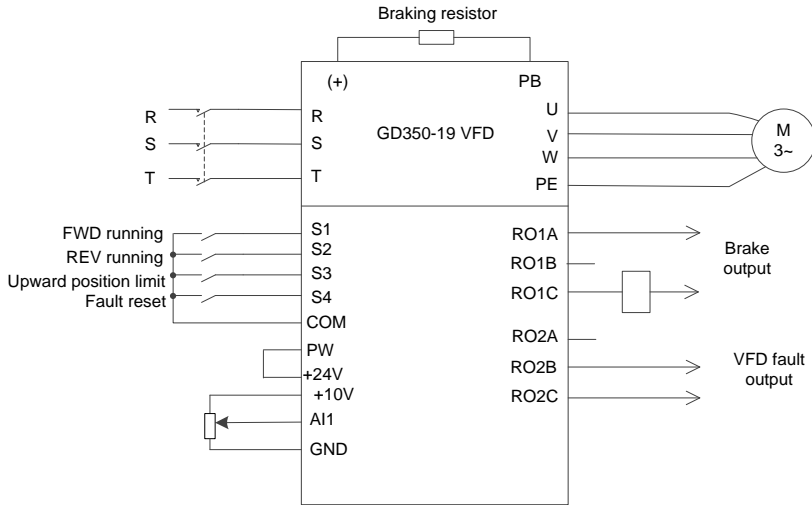 Braking resistor
(+)
PB
R
S
T
R
S
T
GD350-19 VFD
U
V
W
PE
M
3~
FWD running
REV running
Upward position limit
Fault reset
S1
S2
S3
S4
COM
PW
+24V
+10V
AI1
GND
RO1A
RO1B
RO1C
RO2A
RO2B
RO2C
Brake
output
VFD fault
output